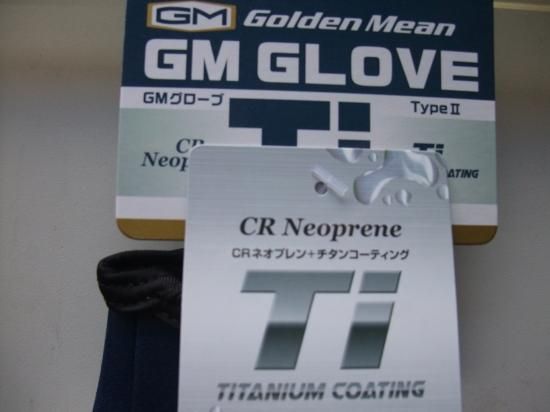 GM Golden Mean
GM GLOVE
GMグローブ
Type II
Ti
CR
Neop
Ti
COATING
CR Neoprene
CRネオプレン+チタンコーティング
Ti
TITANIUM COATING